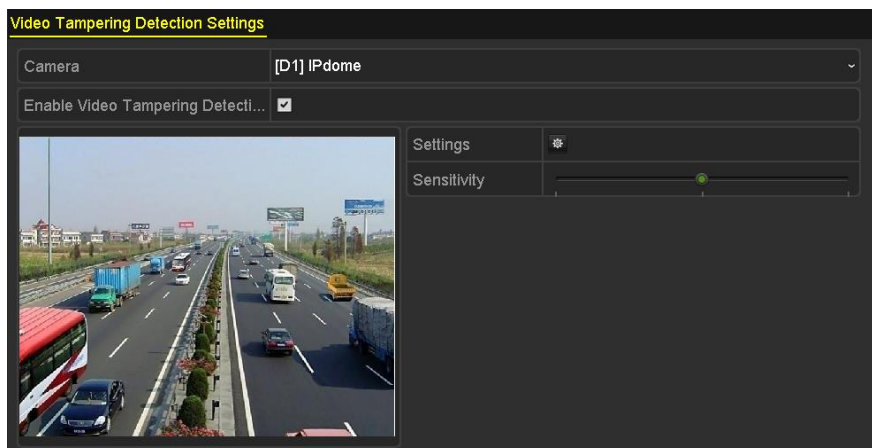 Video Tampering Detection Settings
Camera
[D1] IPdome
Enable Video Tampering Detecti...
Settings
Sensitivity